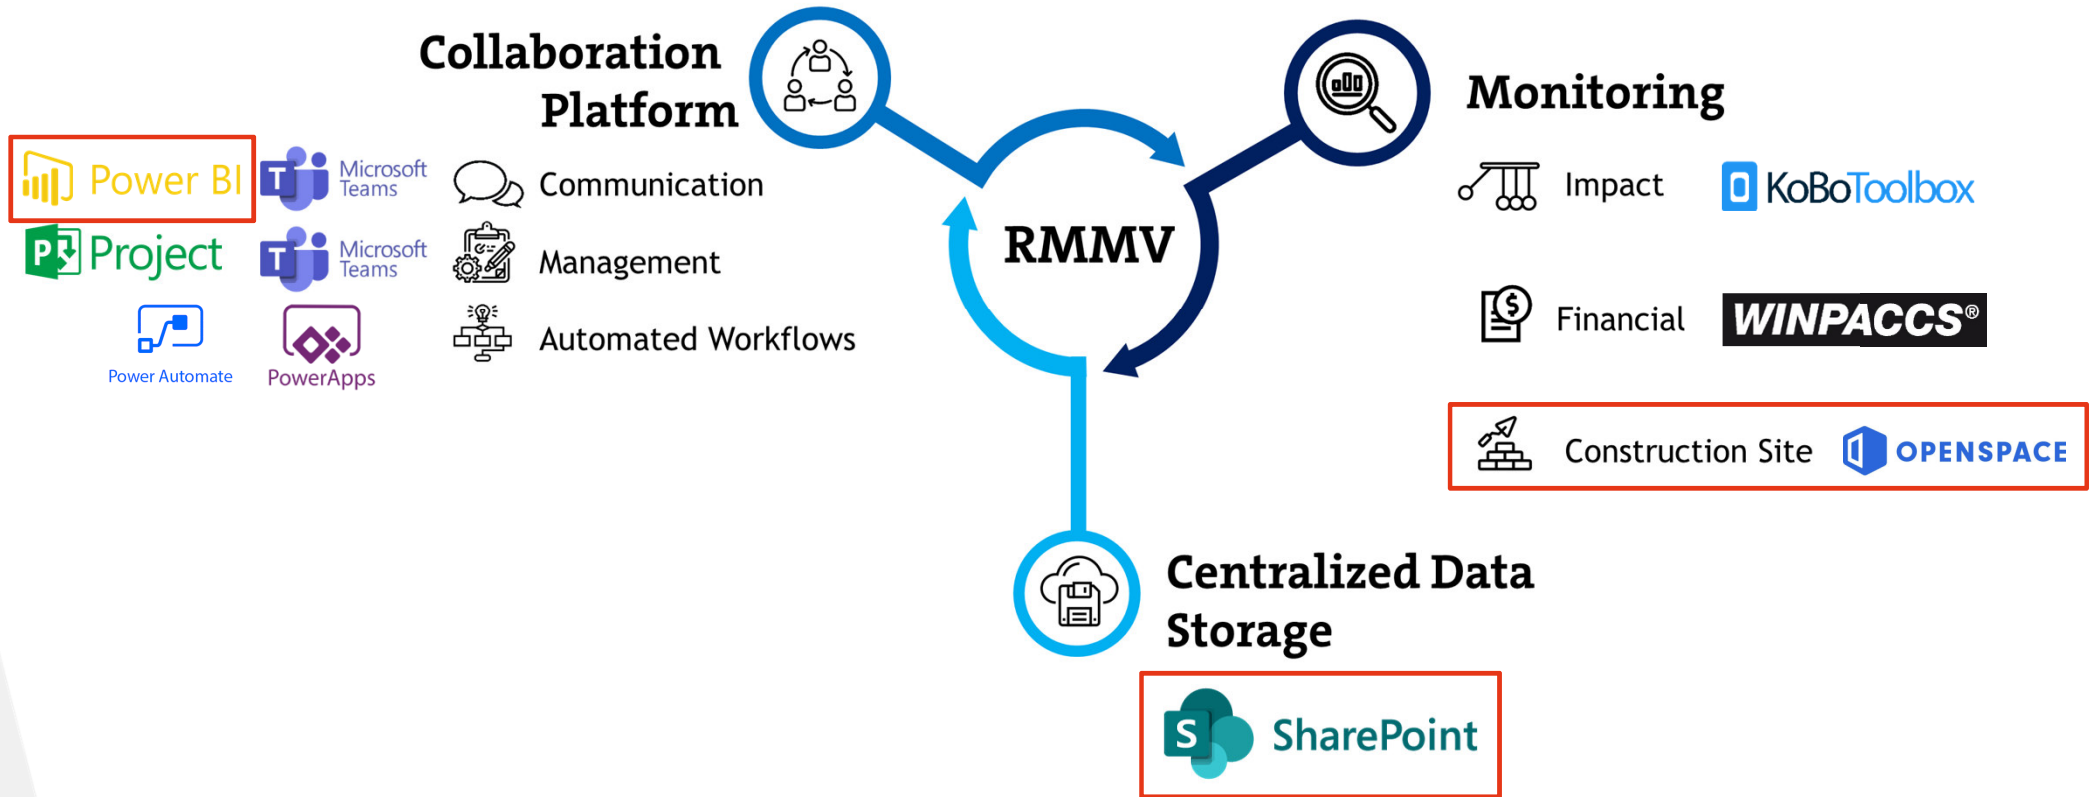 Collaboration
Platform
Power BI
Microsoft
Teams
Communication
P
Project
T
Microsoft
Teams
Management
Power Automate
PowerApps
Automated Workflows
RMMV
Monitoring
Impact
KoBoToolbox
Financial
WINPACCS®
Construction Site
OPENSPACE
Centralized Data
Storage
S
SharePoint